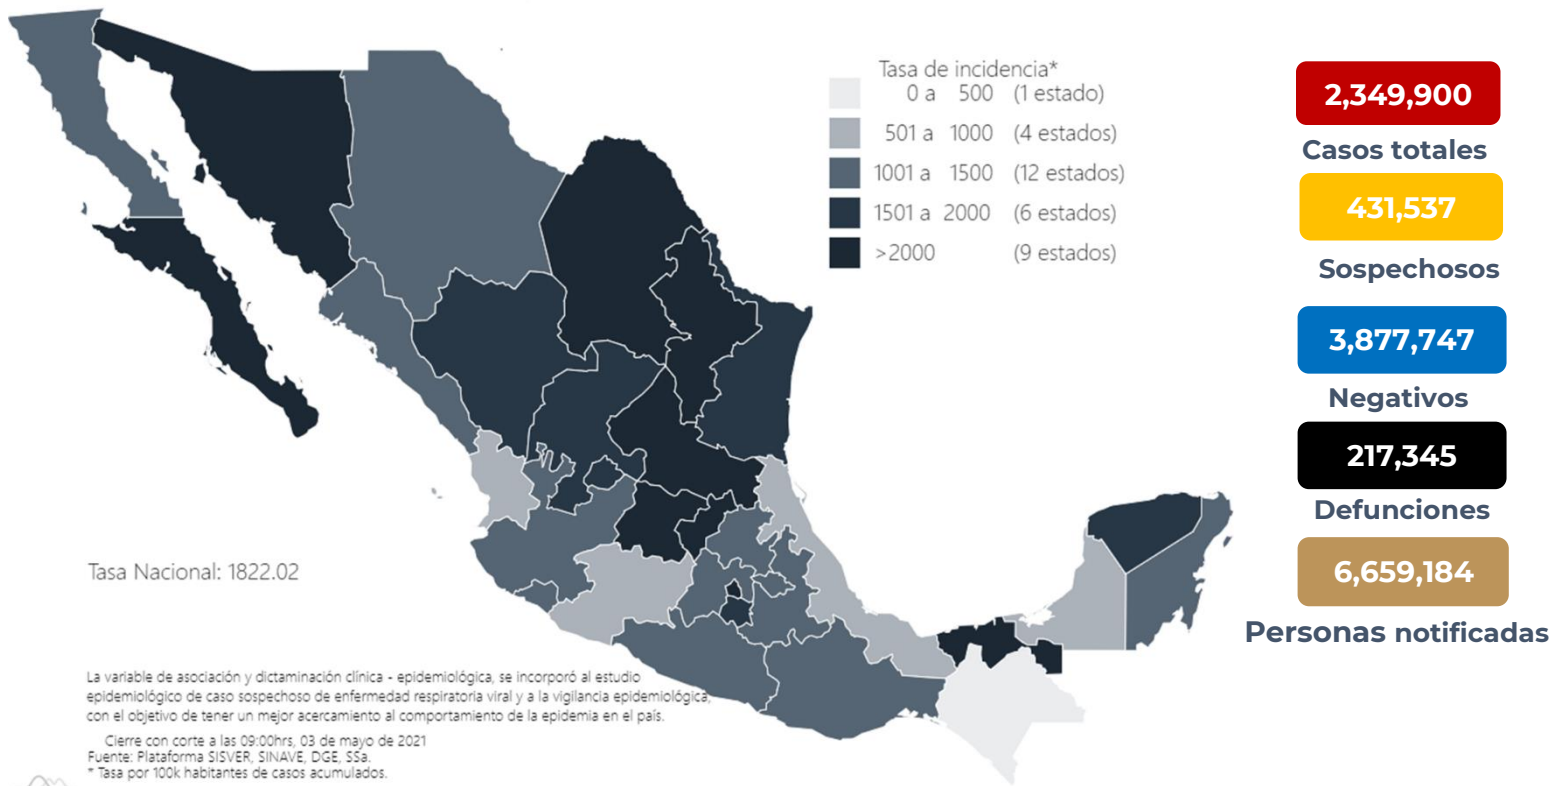 Tasa de incidencia*
0 a 500 (1 estado)
501 a 1000 (4 estados)
1001 a 1500 (12 estados)
1501 a 2000 (6 estados)
>2000 (9 estados)
2,349,900
Casos totales
431,537
Sospechosos
3,877,747
Negativos
217,345
Defunciones
6,659,184
Personas notificadas
Tasa Nacional: 1822.02
La variable de asociación y dictaminación clínica - epidemiológica, se incorporó al estudio
epidemiológico de caso sospechoso de enfermedad respiratoria viral y a la vigilancia epidemiológica,
con el objetivo de tener un mejor acercamiento al comportamiento de la epidemia en el país.
Cierre con corte a las 09:00hrs, 03 de mayo de 2021
Fuente: Plataforma SISVER, SINAVE, DGE, SSa.
* Tasa por 100k habitantes de casos acumulados.